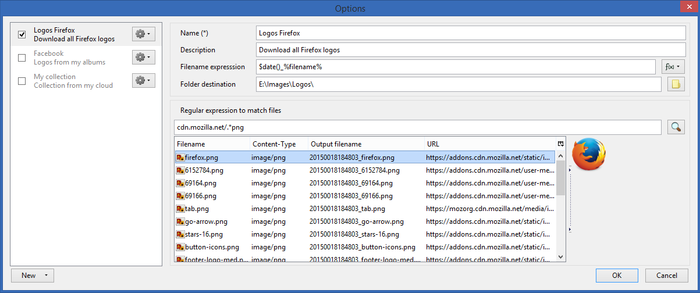 Options
Logos Firefox
Download all Firefox logos
Facebook
Logos from my albums
My collection
Collection from my cloud
Name (*) Logos Firefox
Description Download all Firefox logos
Filename expresssion $date()_%filename% f(x)
Folder destination E:\Images\Logos\
Regular expression to match files
cdn.mozilla.net/.*png
Filename Content-Type Output filename URL
firefox.png image/png 20150018184803_firefox.png https://addons.cdn.mozilla.net/static/i...
6152784.png image/png 20150018184803_6152784.png https://addons.cdn.mozilla.net/user-me...
69164.png image/png 20150018184803_69164.png https://addons.cdn.mozilla.net/user-me...
69166.png image/png 20150018184803_69166.png https://addons.cdn.mozilla.net/user-me...
tab.png image/png 20150018184803_tab.png https://mozorg.cdn.mozilla.net/media/i...
go-arrow.png image/png 20150018184803_go-arrow.png https://addons.cdn.mozilla.net/static/i...
stars-16.png image/png 20150018184803_stars-16.png https://addons.cdn.mozilla.net/static/i...
button-icons.png image/png 20150018184803_button-icons.png https://addons.cdn.mozilla.net/static/i...
footer-logo-med.png image/png 20150018184803_footer-logo-med... https://addons.cdn.mozilla.net/static/i...
New OK Cancel